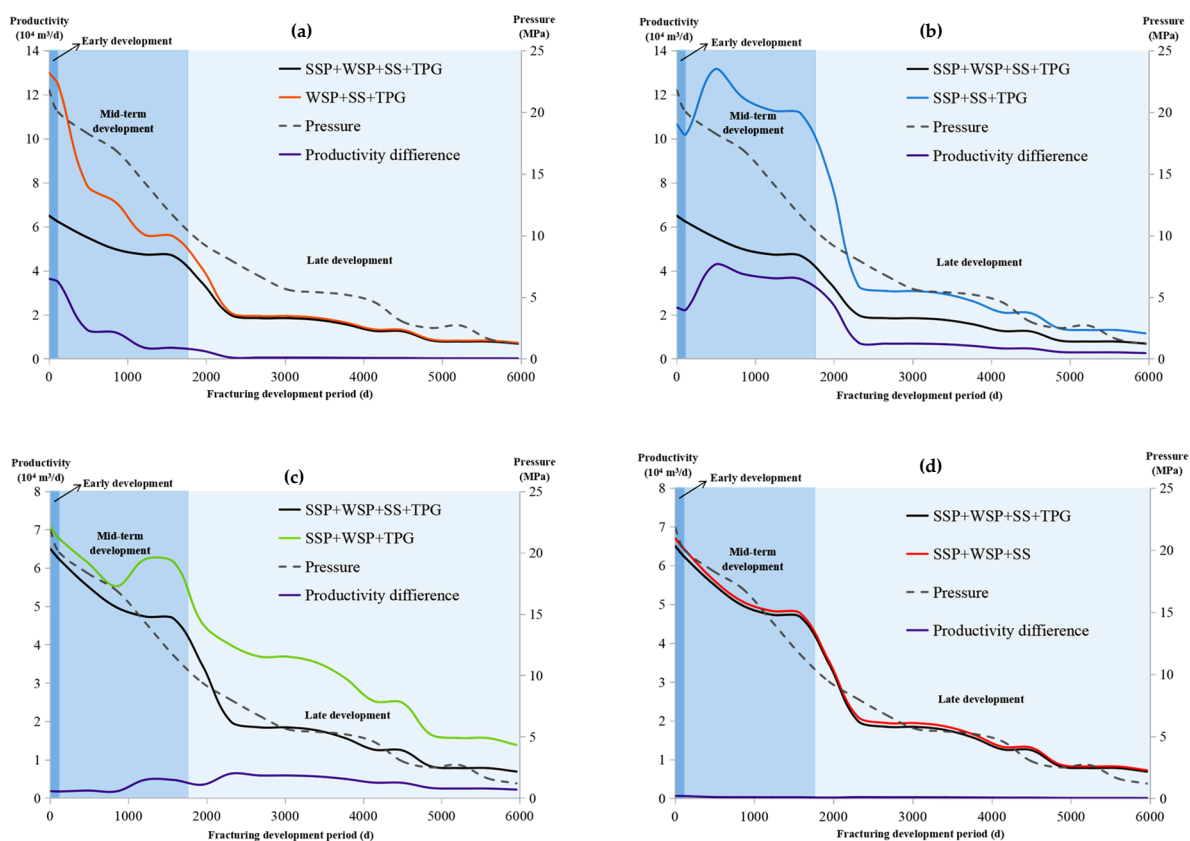 Productivity
(10⁴ m³/d)
(a)
Pressure
(MPa)
Early development
14
12
10
8
6
4
2
0
25
20
15
10
5
0
SSP+WSP+SS+TPG
WSP+SS+TPG
Pressure
Productivity diffierence
Mid-term
development
Late development
0 1000 2000 3000 4000 5000 6000
Fracturing development period (d)
Productivity
(10⁴ m³/d)
(b)
Pressure
(MPa)
Early development
14
12
10
8
6
4
2
0
25
20
15
10
5
0
SSP+WSP+SS+TPG
SSP+SS+TPG
Pressure
Productivity diffierence
Mid-term
development
Late development
0 1000 2000 3000 4000 5000 6000
Fracturing development period (d)
Productivity
(10⁴ m³/d)
(c)
Pressure
(MPa)
Early development
8
7
6
5
4
3
2
1
0
25
20
15
10
5
0
SSP+WSP+SS+TPG
SSP+WSP+TPG
Pressure
Productivity diffierence
Mid-term
development
Late development
0 1000 2000 3000 4000 5000 6000
Fracturing development period (d)
Productivity
(10⁴ m³/d)
(d)
Pressure
(MPa)
Early development
8
7
6
5
4
3
2
1
0
25
20
15
10
5
0
SSP+WSP+SS+TPG
SSP+WSP+SS
Pressure
Productivity diffierence
Mid-term
development
Late development
0 1000 2000 3000 4000 5000 6000
Fracturing development period (d)